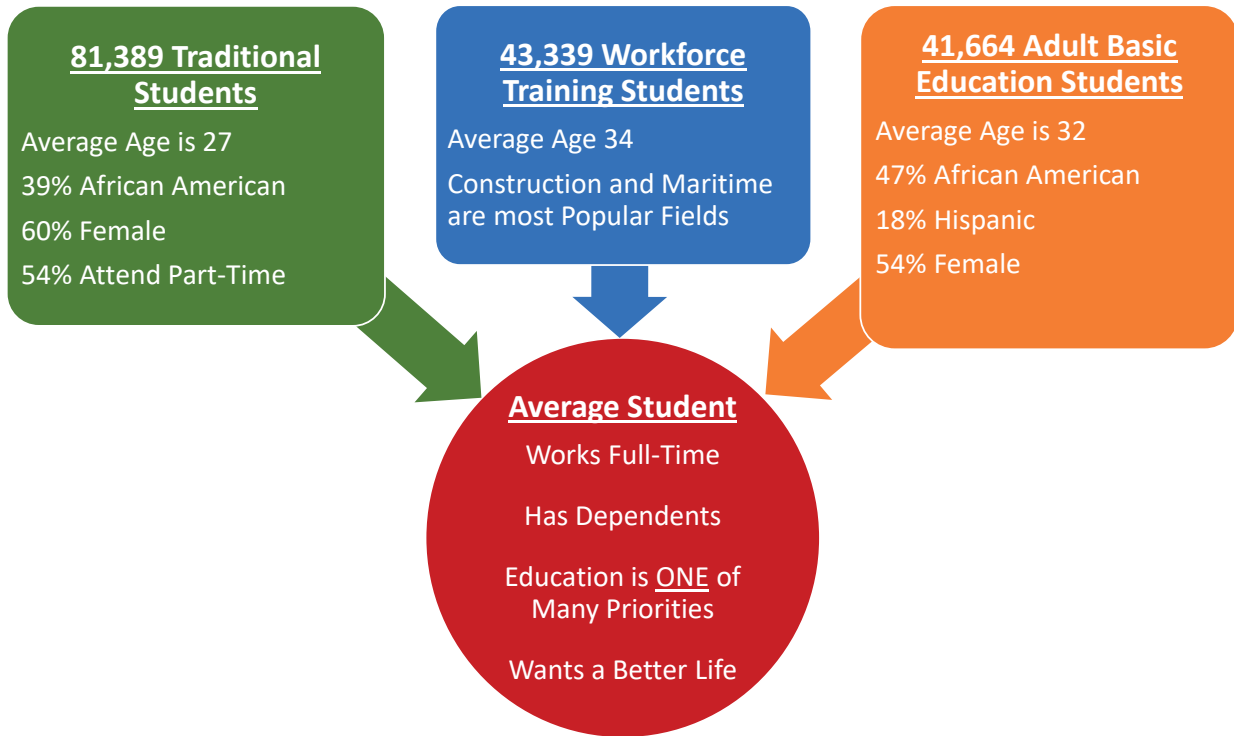 81,389 Traditional
Students
Average Age is 27
39% African American
60% Female
54% Attend Part-Time
43,339 Workforce
Training Students
Average Age 34
Construction and Maritime
are most Popular Fields
41,664 Adult Basic
Education Students
Average Age is 32
47% African American
18% Hispanic
54% Female
Average Student
Works Full-Time
Has Dependents
Education is ONE of
Many Priorities
Wants a Better Life